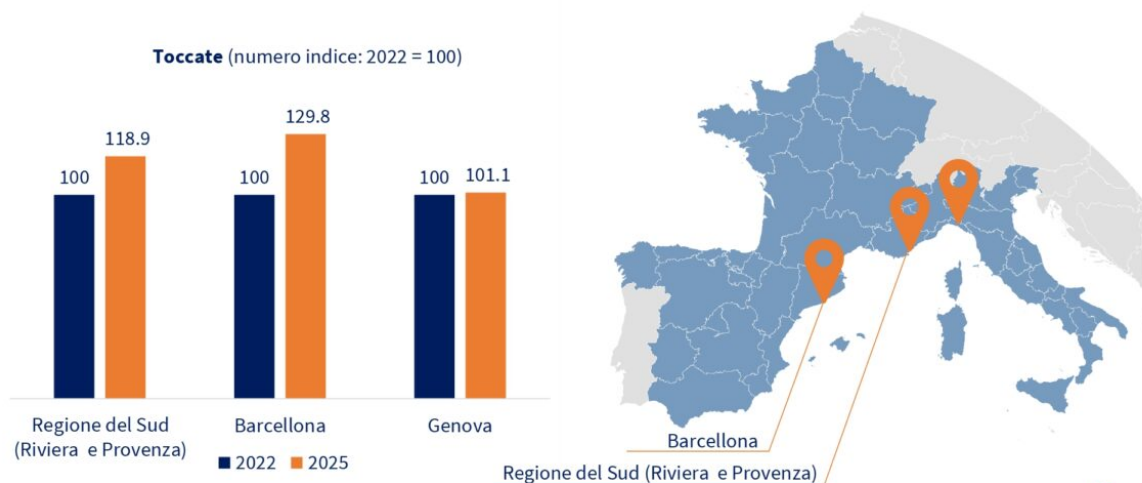 Toccate (numero indice: 2022 = 100)
118.9
129.8
100
100
100
101.1
Regione del Sud
(Riviera e Provenza)
Barcellona
Genova
2022
2025
Barcellona
Regione del Sud (Riviera e Provenza)